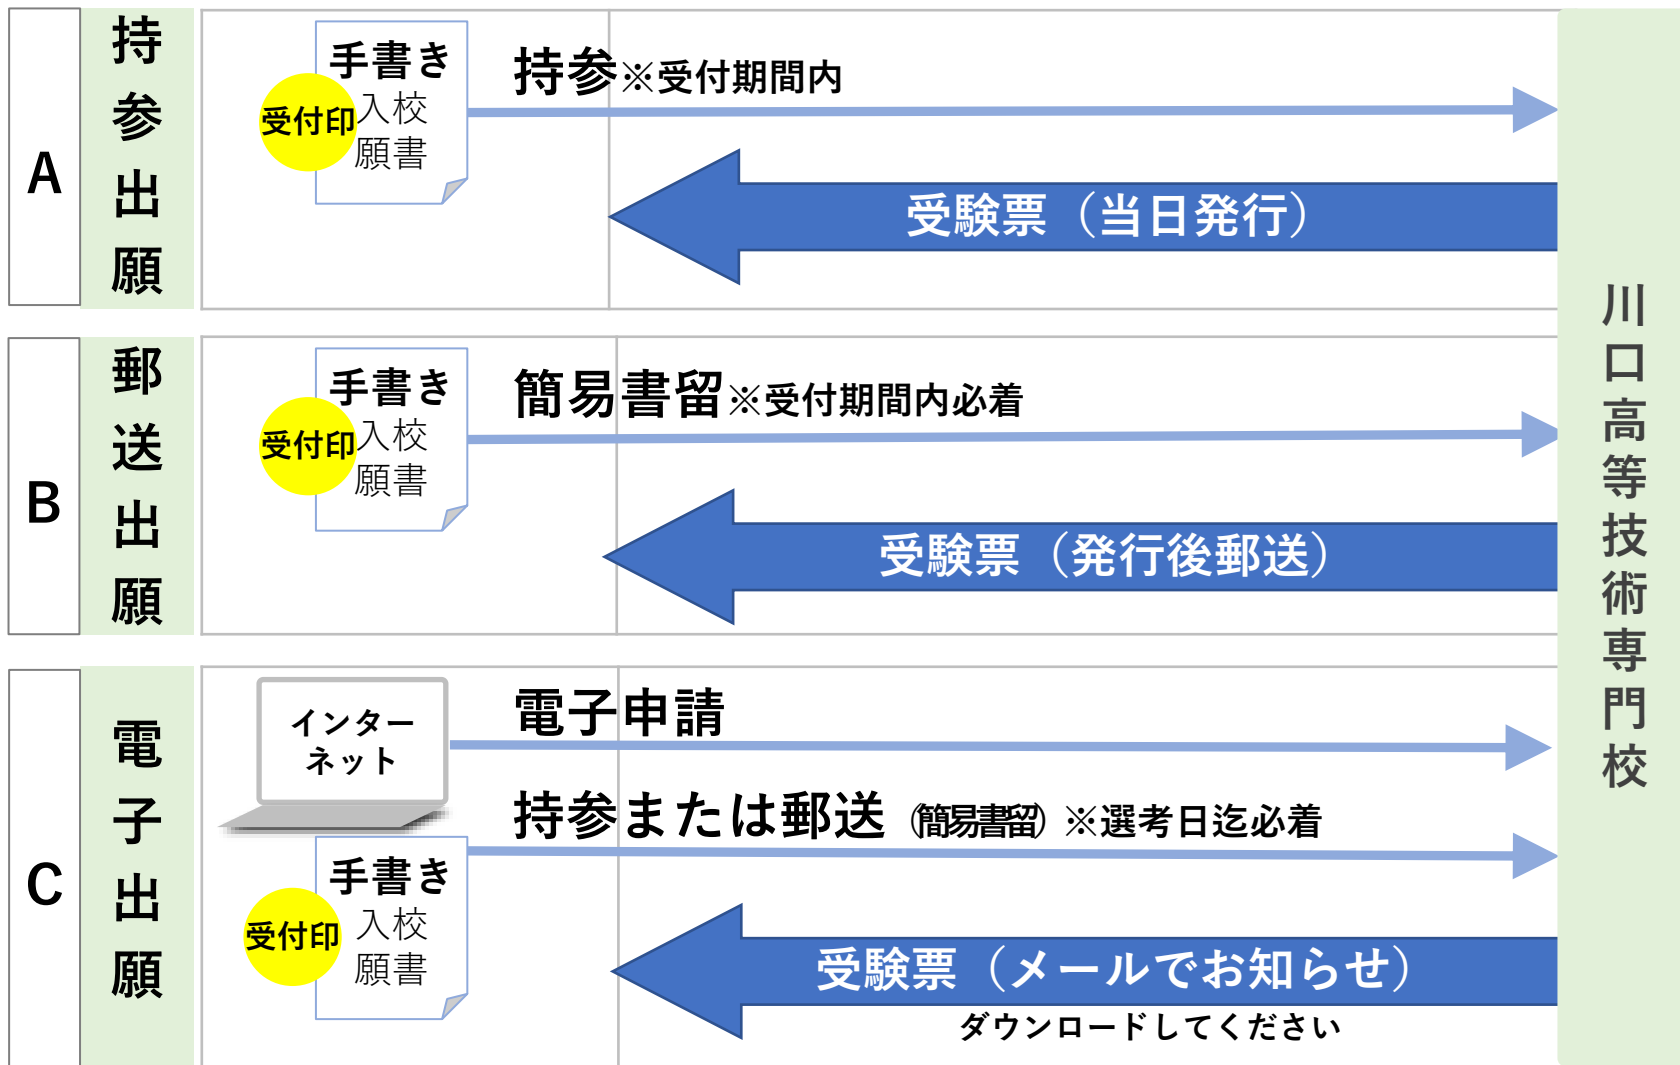 A
持参出願
手書き
入校
願書
受付印
持参※受付期間内
受験票（当日発行）
B
郵送出願
手書き
入校
願書
受付印
簡易書留※受付期間内必着
受験票（発行後郵送）
C
電子出願
インター
ネット
電子申請
持参または郵送（簡易書留）※選考日迄必着
手書き
入校
願書
受付印
受験票（メールでお知らせ）
ダウンロードしてください
川口高等技術専門校